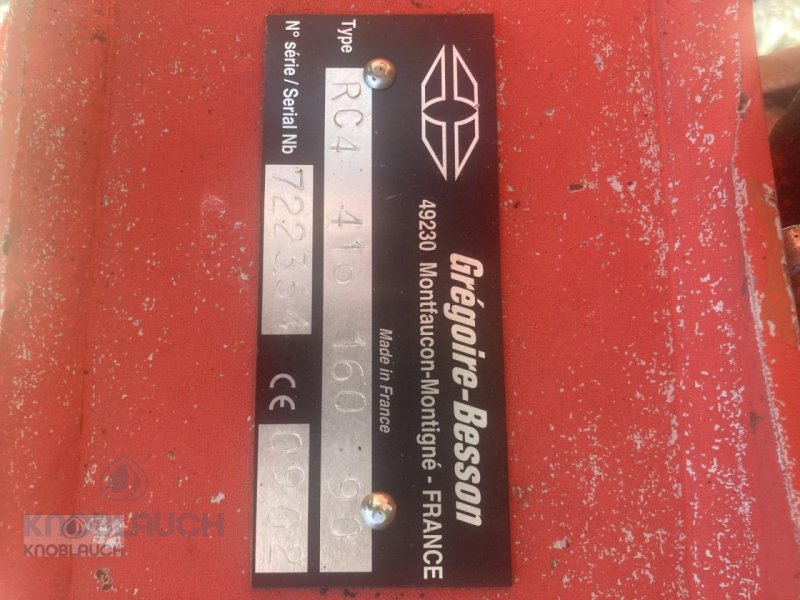 Grégoire-Besson
49230 Montfaucon-Montigné - FRANCE
Made in France
Type RC4 416 160 90
N° série / Serial Nb 722354 CE 0902
KNOBLAUCH
KNOBLAUCH